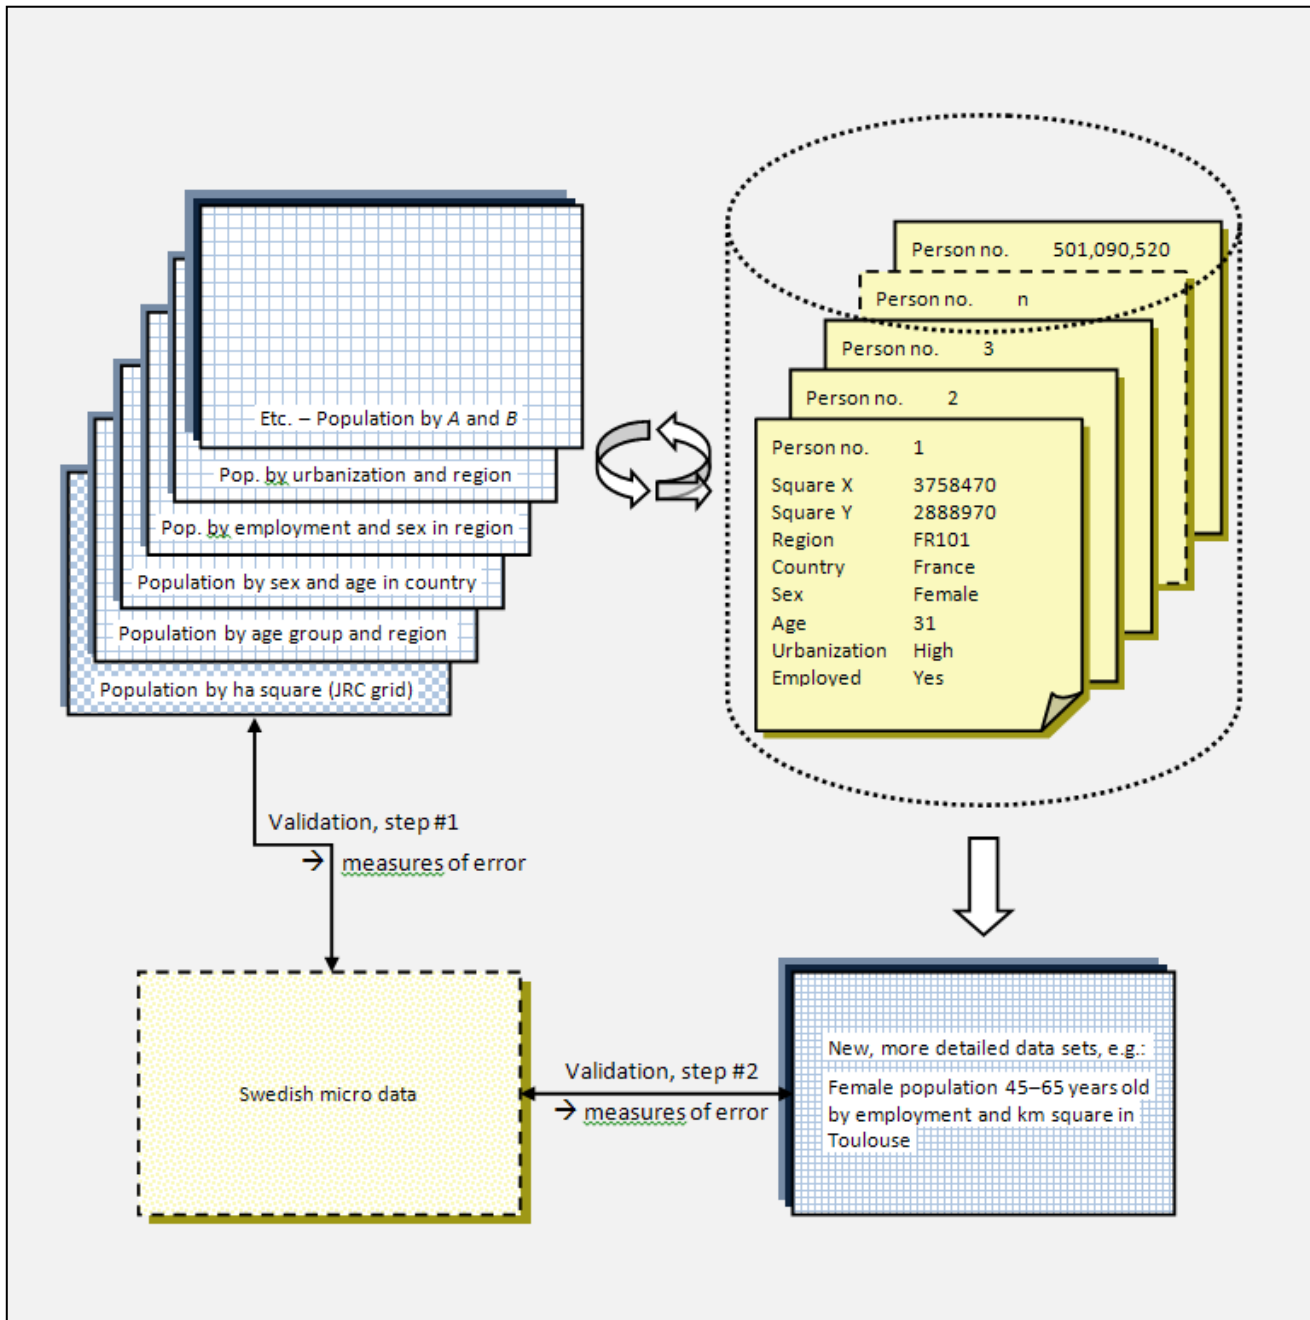 Etc. – Population by A and B
Pop. by urbanization and region
Pop. by employment and sex in region
Population by sex and age in country
Population by age group and region
Population by ha square (JRC grid)
Person no. 501,090,520
Person no. n
Person no. 3
Person no. 2
Person no. 1
Square X 3758470
Square Y 2888970
Region FR101
Country France
Sex Female
Age 31
Urbanization High
Employed Yes
Validation, step #1
→ measures of error
Swedish micro data
Validation, step #2
→ measures of error
New, more detailed data sets, e.g.:
Female population 45–65 years old
by employment and km square in
Toulouse